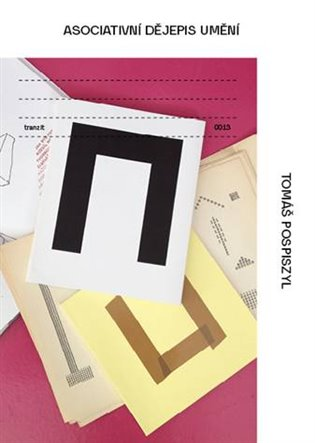 ASOCIATIVNÍ DĚJEPIS UMĚNÍ
tranzit 0013
TOMÁŠ POSPISZYL